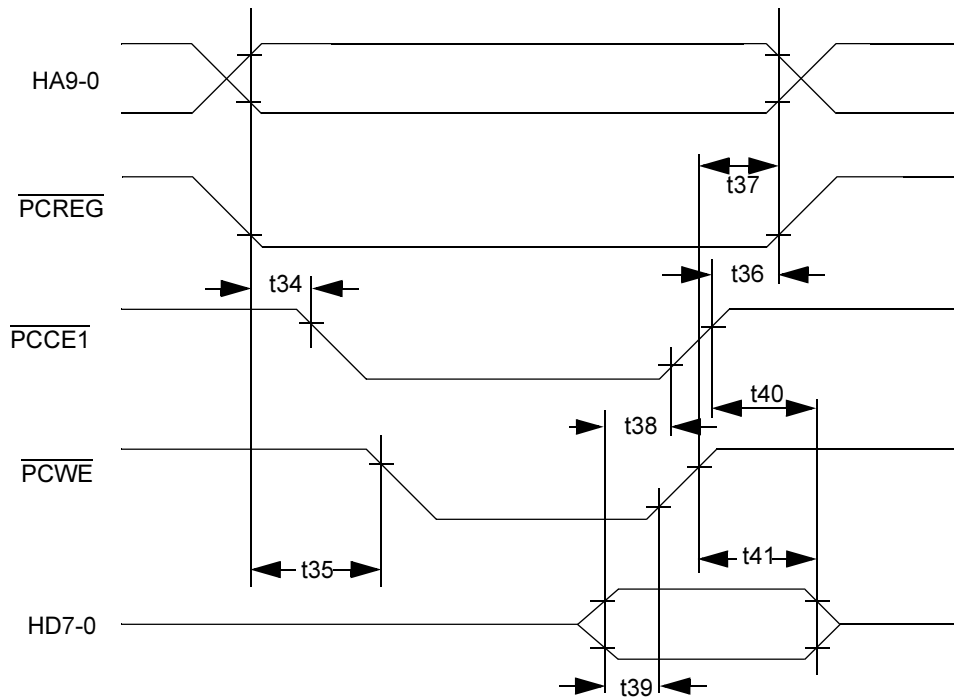 HA9-0
t37
PCREG
t36
t34
PCCE1
t40
t38
PCWE
t41
t35
HD7-0
t39